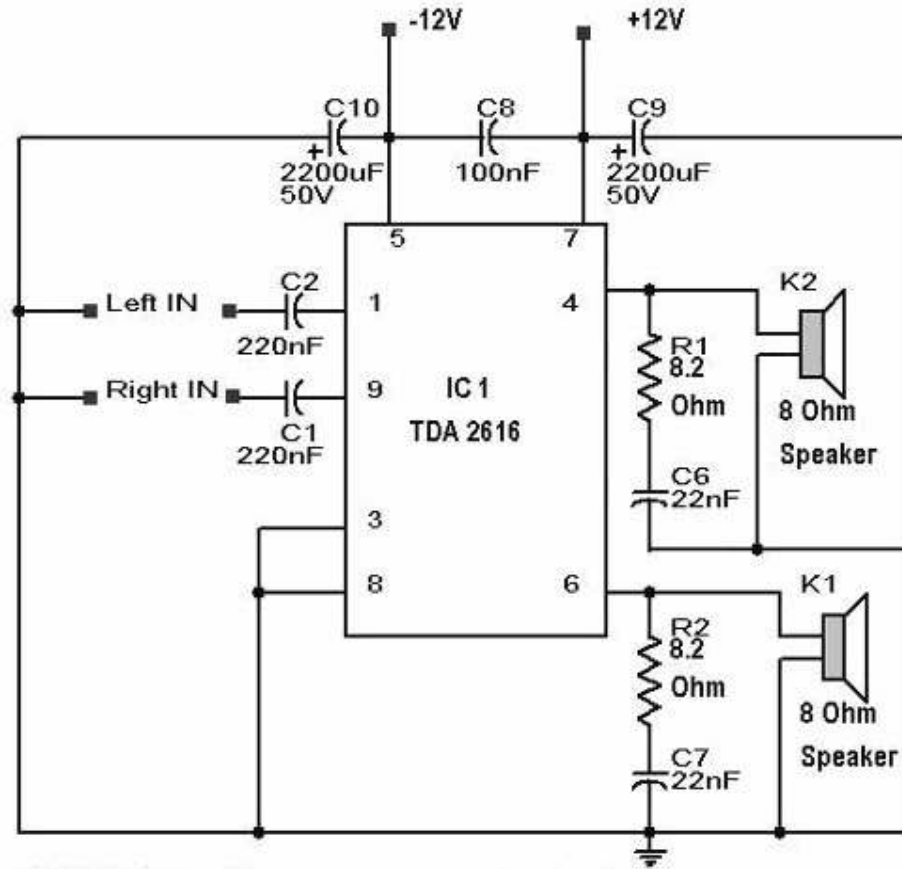 -12V
+12V
C10
C8
C9
+
2200uF
50V
100nF
+
2200uF
50V
5
7
C2
Left IN
220nF
1
4
K2
Right IN
C1
220nF
9
IC1
TDA 2616
R1
8.2
Ohm
8 Ohm
Speaker
C6
22nF
3
8
6
K1
R2
8.2
Ohm
8 Ohm
Speaker
C7
22nF